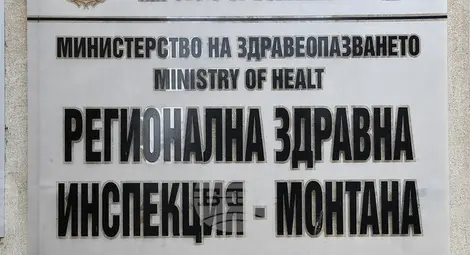 МИНИСТЕРСТВО НА ЗДРАВЕОПАЗВАНЕТО
MINISTRY OF HEALT
РЕГИОНАЛНА ЗДРАВНА
ИНСПЕКЦИЯ - МОНТАНА